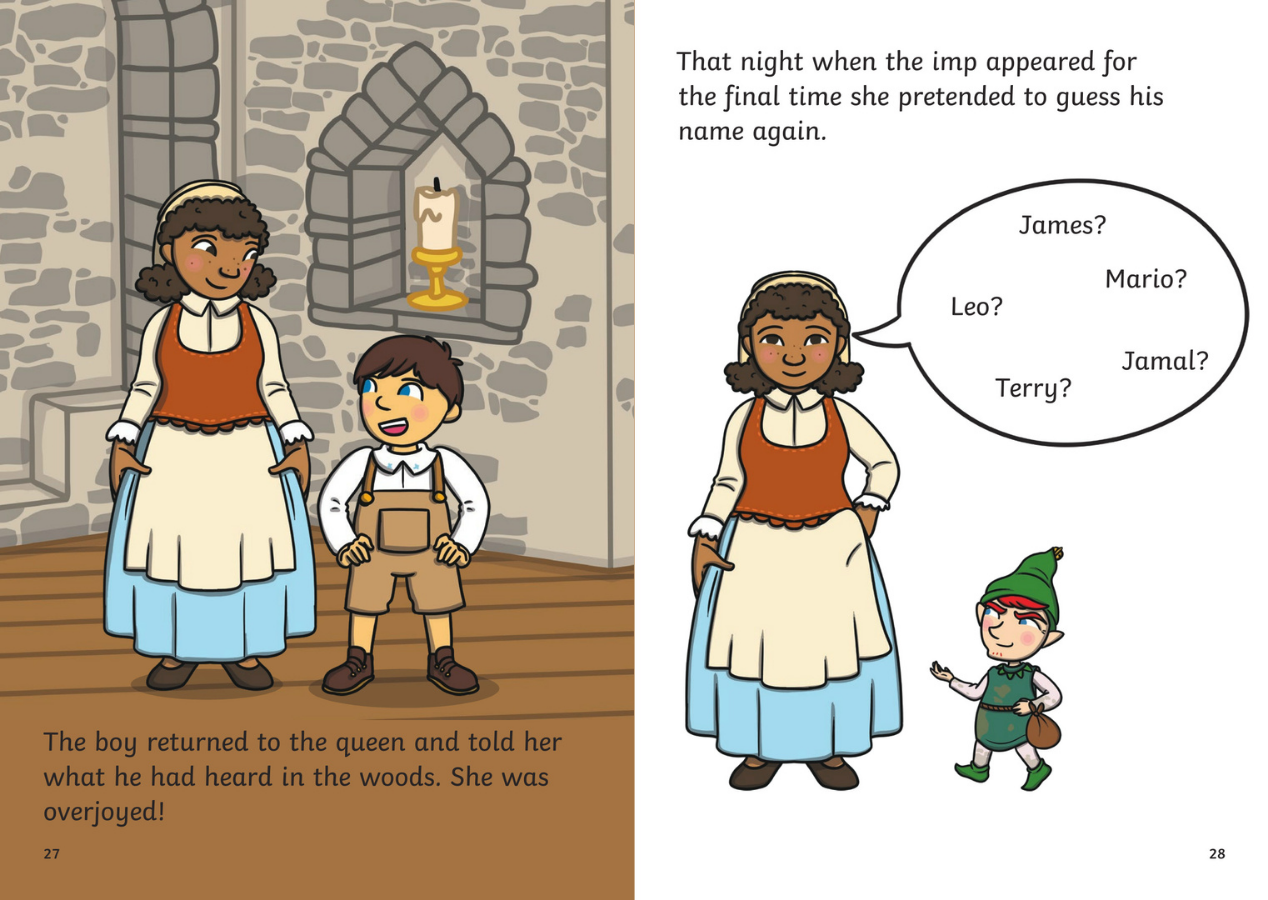 The boy returned to the queen and told her
what he had heard in the woods. She was
overjoyed!
27
That night when the imp appeared for
the final time she pretended to guess his
name again.
James?
Mario?
Leo?
Jamal?
Terry?
28